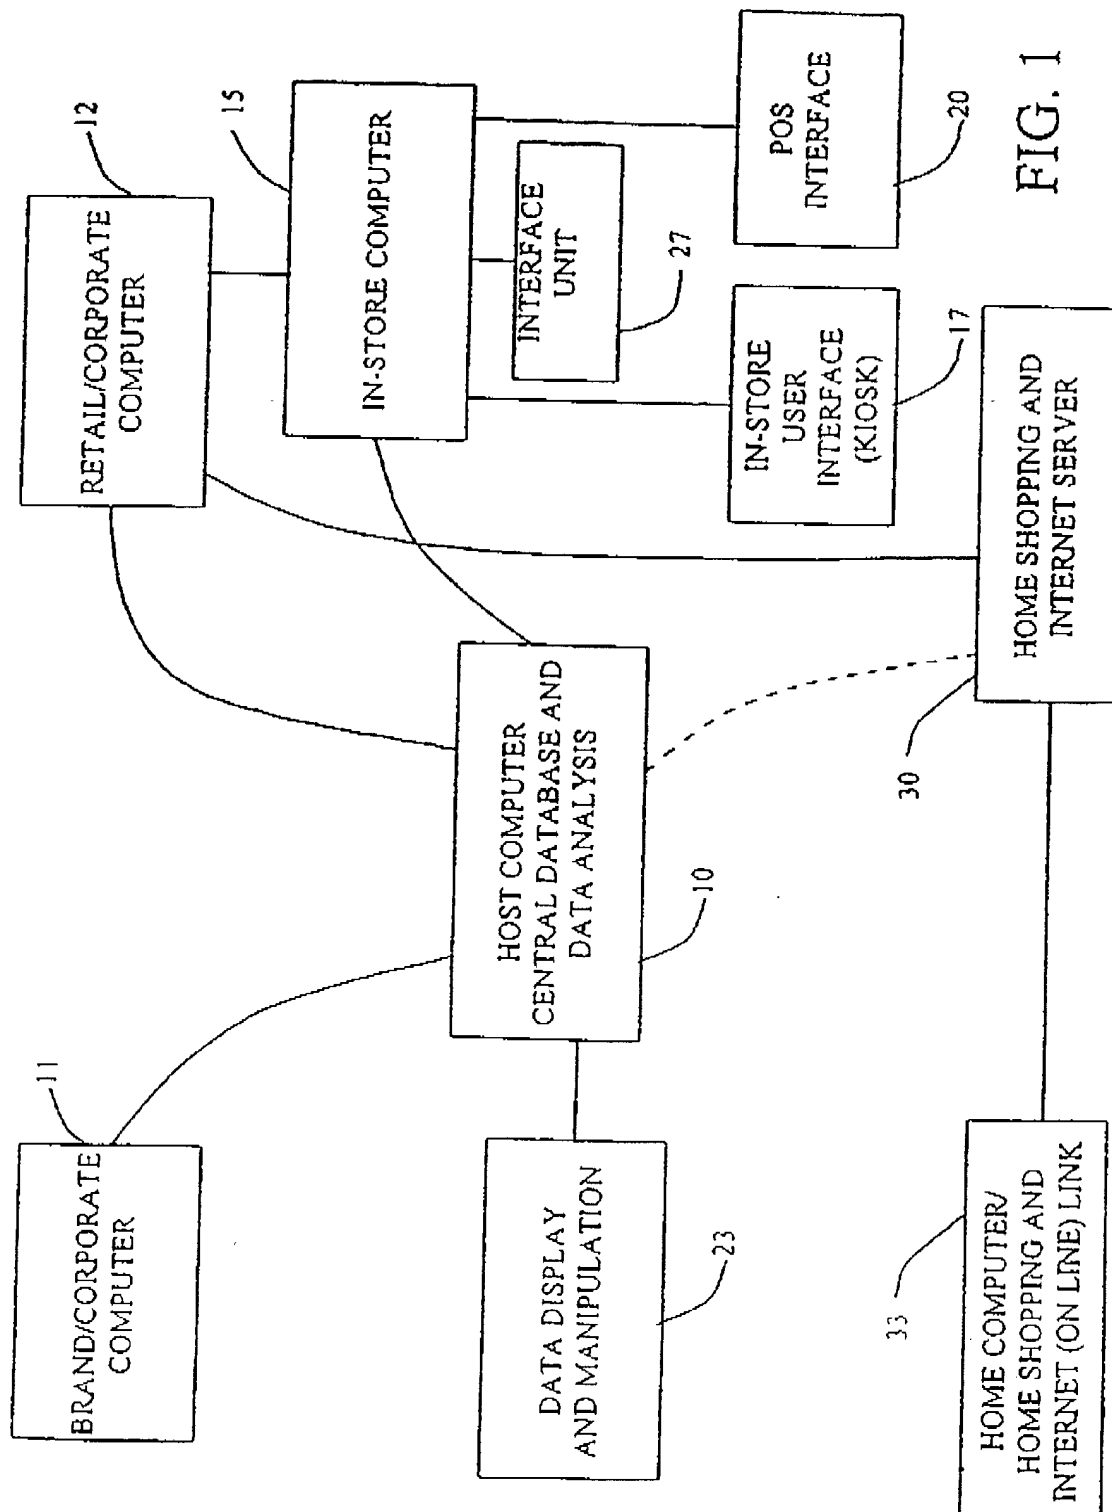 11
BRAND/CORPORATE
COMPUTER
12
RETAIL/CORPORATE
COMPUTER
15
IN-STORE COMPUTER
HOST COMPUTER
CENTRAL DATABASE AND
DATA ANALYSIS
10
DATA DISPLAY
AND MANIPULATION
23
INTERFACE
UNIT
27
IN-STORE
USER
INTERFACE
(KIOSK)
17
POS
INTERFACE
20
33
HOME COMPUTER/
HOME SHOPPING AND
INTERNET (ON LINE) LINK
30
HOME SHOPPING AND
INTERNET SERVER
FIG. 1